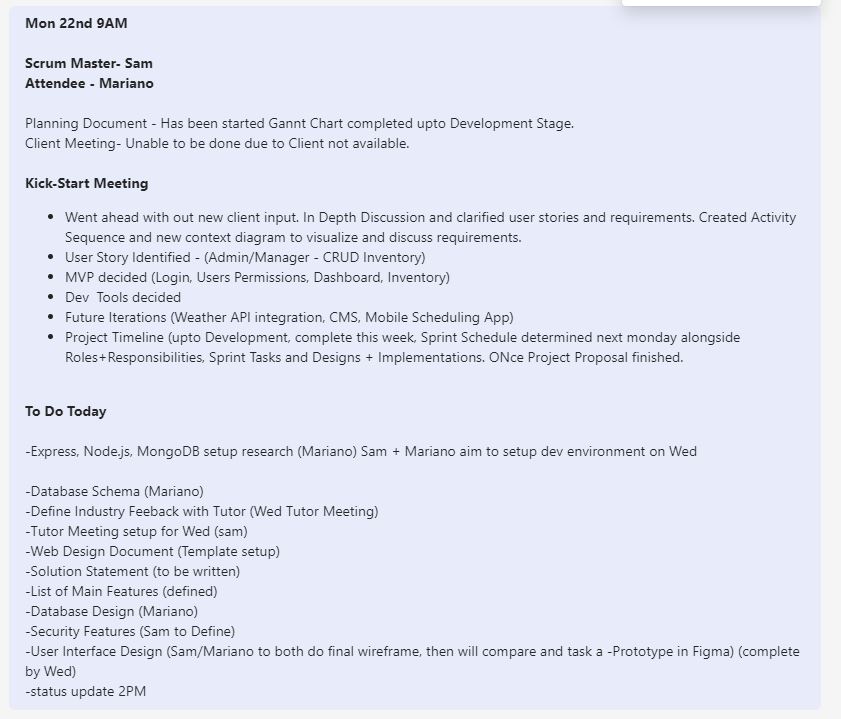 Mon 22nd 9AM
Scrum Master- Sam
Attendee - Mariano
Planning Document - Has been started Gannt Chart completed upto Development Stage.
Client Meeting- Unable to be done due to Client not available.
Kick-Start Meeting
• Went ahead with out new client input. In Depth Discussion and clarified user stories and requirements. Created Activity
Sequence and new context diagram to visualize and discuss requirements.
• User Story Identified - (Admin/Manager - CRUD Inventory)
• MVP decided (Login, Users Permissions, Dashboard, Inventory)
• Dev  Tools decided
• Future Iterations (Weather API integration, CMS, Mobile Scheduling App)
• Project Timeline (upto Development, complete this week, Sprint Schedule determined next monday alongside
Roles+Responsibilities, Sprint Tasks and Designs + Implementations. ONce Project Proposal finished.
To Do Today
-Express, Node.js, MongoDB setup research (Mariano) Sam + Mariano aim to setup dev environment on Wed
-Database Schema (Mariano)
-Define Industry Feeback with Tutor (Wed Tutor Meeting)
-Tutor Meeting setup for Wed (sam)
-Web Design Document (Template setup)
-Solution Statement (to be written)
-List of Main Features (defined)
-Database Design (Mariano)
-Security Features (Sam to Define)
-User Interface Design (Sam/Mariano to both do final wireframe, then will compare and task a -Prototype in Figma) (complete
by Wed)
-status update 2PM